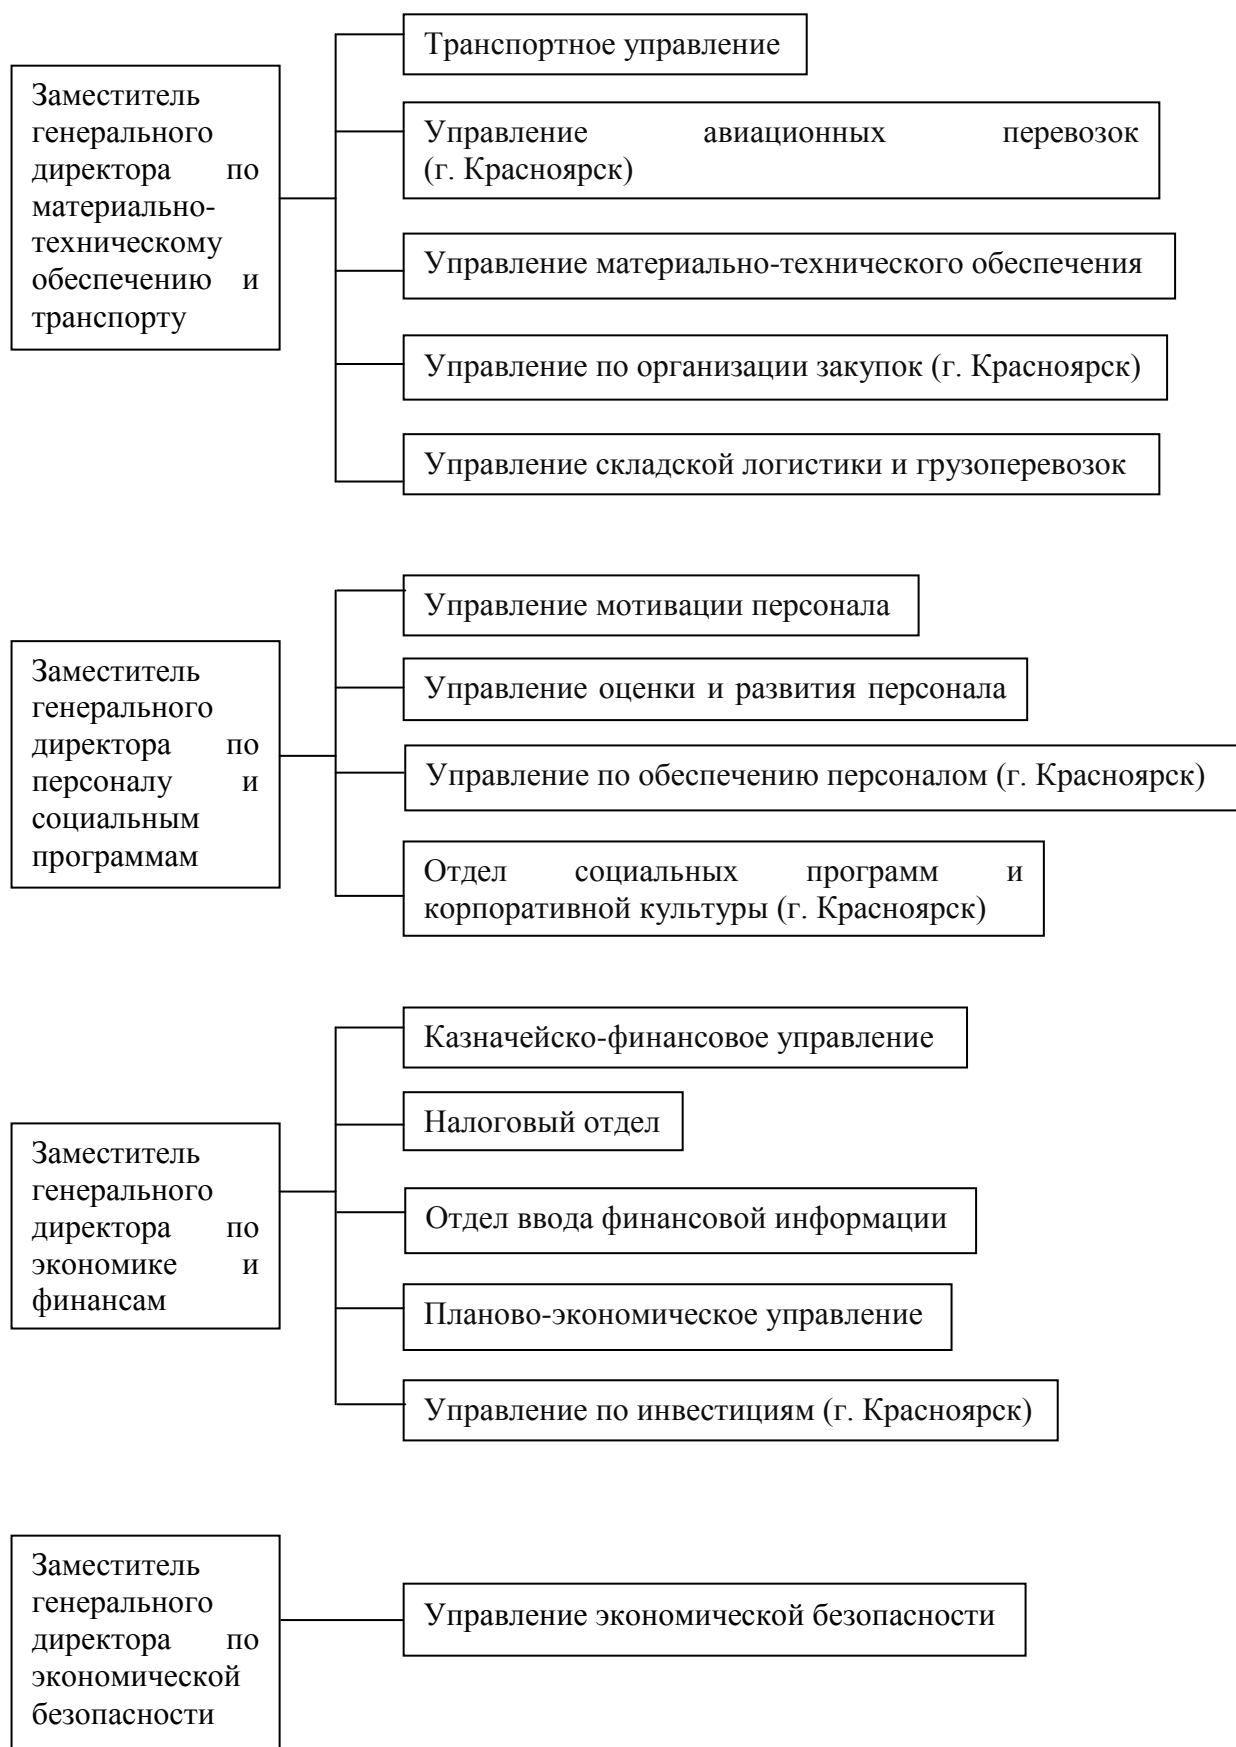 Транспортное управление
Заместитель
генерального
директора по
материально-
техническому
обеспечению и
транспорту
Управление авиационных перевозок
(г. Красноярск)
Управление материально-технического обеспечения
Управление по организации закупок (г. Красноярск)
Управление складской логистики и грузоперевозок
Заместитель
генерального
директора по
персоналу и
социальным
программам
Управление мотивации персонала
Управление оценки и развития персонала
Управление по обеспечению персоналом (г. Красноярск)
Отдел социальных программ и
корпоративной культуры (г. Красноярск)
Заместитель
генерального
директора по
экономике и
финансам
Казначейско-финансовое управление
Налоговый отдел
Отдел ввода финансовой информации
Планово-экономическое управление
Управление по инвестициям (г. Красноярск)
Заместитель
генерального
директора по
экономической
безопасности
Управление экономической безопасности